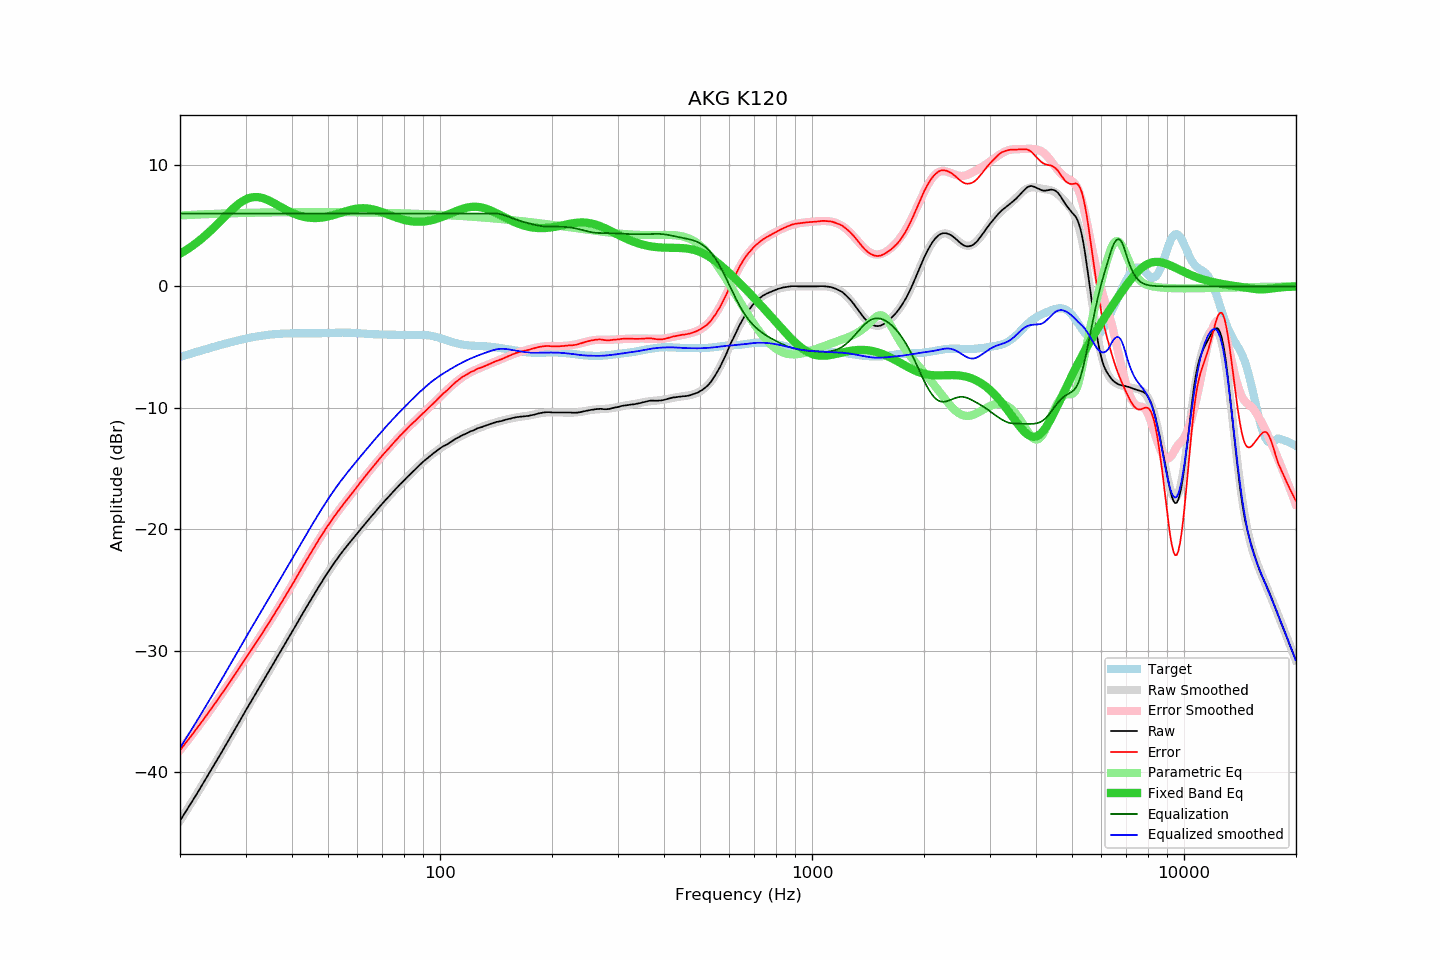 AKG K120
10
0
−10
−20
−30
−40
Amplitude (dBr)
100
1000
10000
Frequency (Hz)
Target
Raw Smoothed
Error Smoothed
Raw
Error
Parametric Eq
Fixed Band Eq
Equalization
Equalized smoothed